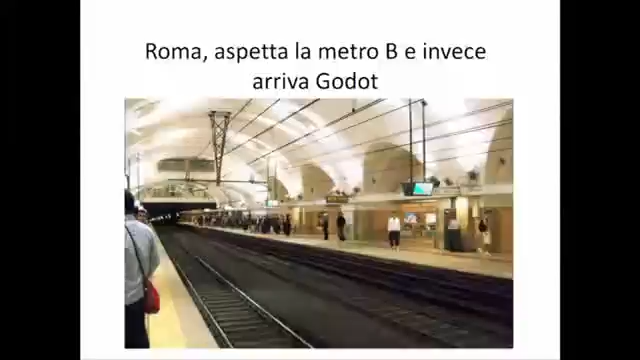 Roma, aspetta la metro B e invece
arriva Godot